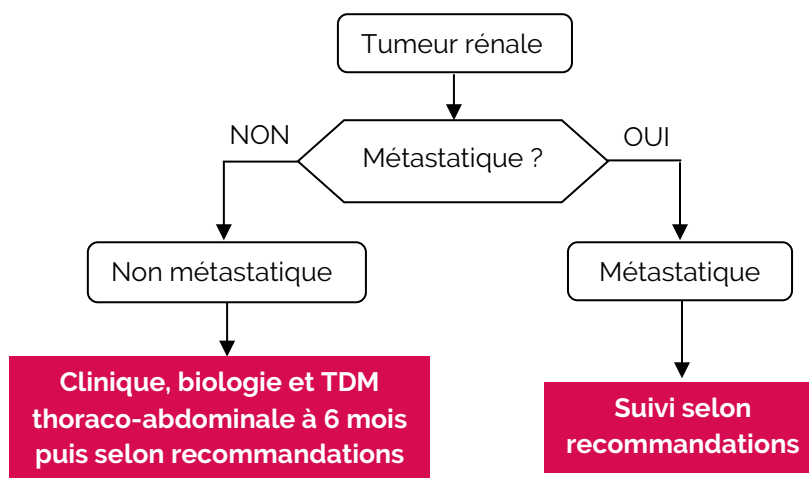 Tumeur rénale
NON
OUI
Métastatique ?
Non métastatique
Métastatique
Clinique, biologie et TDM
thoraco-abdominale à 6 mois
puis selon recommandations
Suivi selon
recommandations